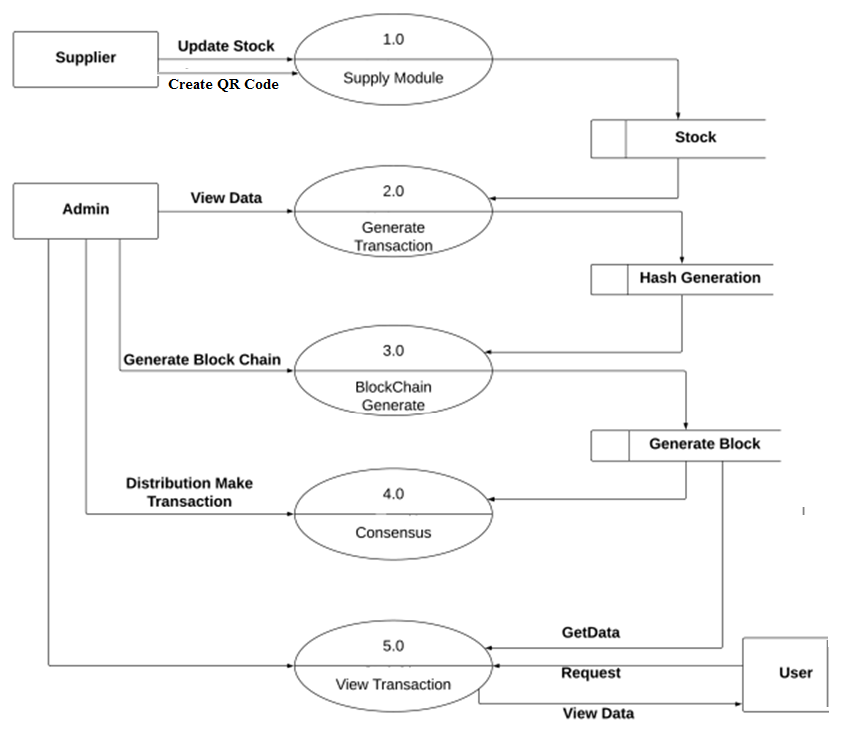 1.0
Update Stock
Supplier
Supply Module
Create QR Code
Stock
2.0
View Data
Admin
Generate
Transaction
Hash Generation
3.0
Generate Block Chain
BlockChain
Generate
Generate Block
Distribution Make
Transaction
4.0
Consensus
5.0
GetData
Request
User
View Transaction
View Data